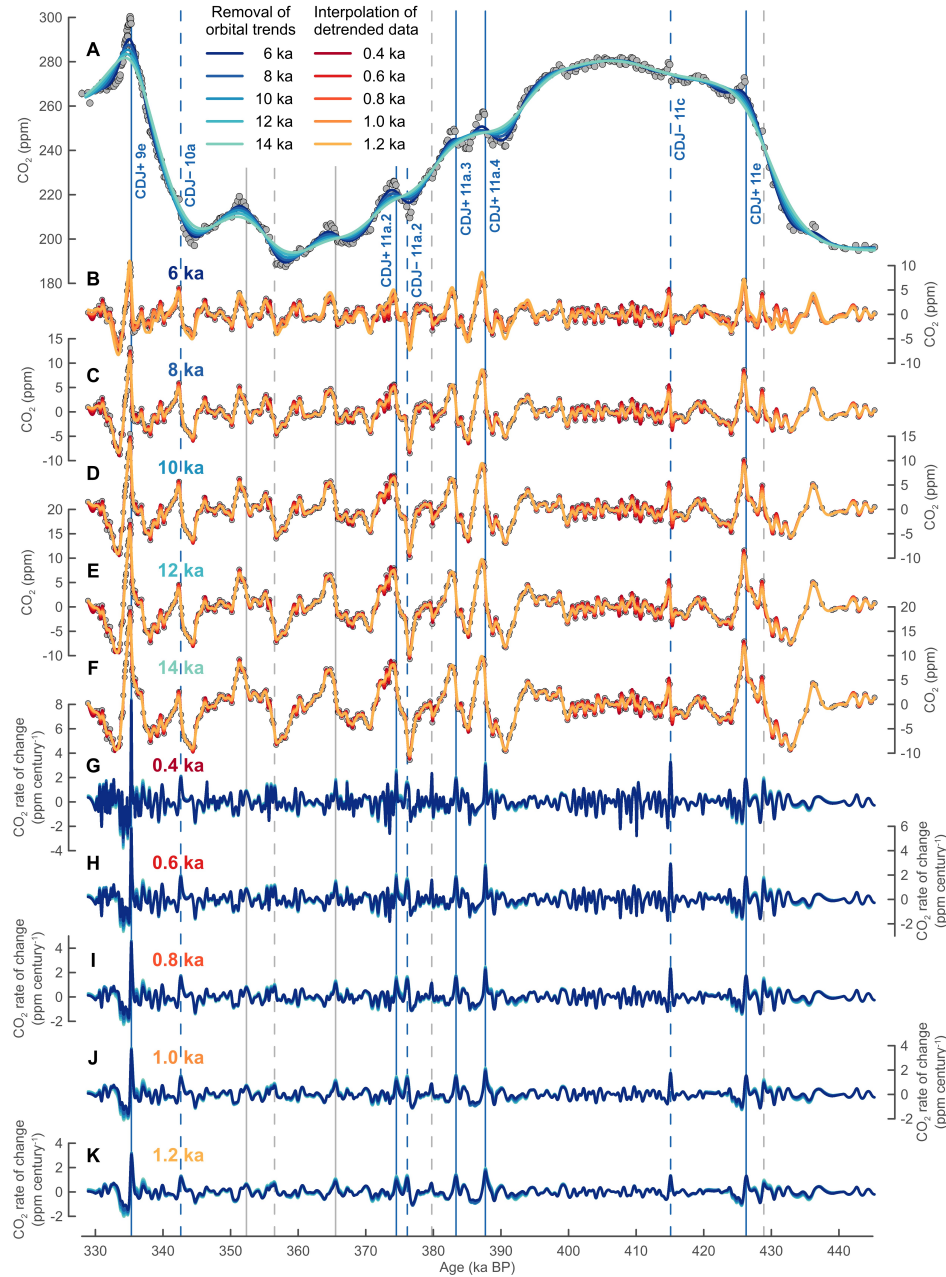 Removal of
orbital trends
Interpolation of
detrended data
6 ka
0.4 ka
8 ka
0.6 ka
10 ka
0.8 ka
12 ka
1.0 ka
14 ka
1.2 ka
A
300
280
260
240
220
200
180
CO2 (ppm)
CDJ+ 9e
CDJ− 10a
CDJ+ 11a.2
CDJ− 11a.2
CDJ+ 11a.3
CDJ+ 11a.4
CDJ− 11c
CDJ+ 11e
B
6 ka
10
5
0
-5
-10
CO2 (ppm)
C
8 ka
15
10
5
0
-5
-10
CO2 (ppm)
D
10 ka
15
10
5
0
-5
-10
CO2 (ppm)
E
12 ka
20
15
10
5
0
-5
-10
CO2 (ppm)
F
14 ka
20
15
10
5
0
-5
-10
CO2 (ppm)
G
0.4 ka
8
6
4
2
0
-2
-4
CO2 rate of change
(ppm century-1)
H
0.6 ka
6
4
2
0
-2
CO2 rate of change
(ppm century-1)
I
0.8 ka
4
2
0
-2
CO2 rate of change
(ppm century-1)
J
1.0 ka
4
2
0
-2
CO2 rate of change
(ppm century-1)
K
1.2 ka
4
2
0
-2
CO2 rate of change
(ppm century-1)
330
340
350
360
370
380
390
400
410
420
430
440
Age (ka BP)